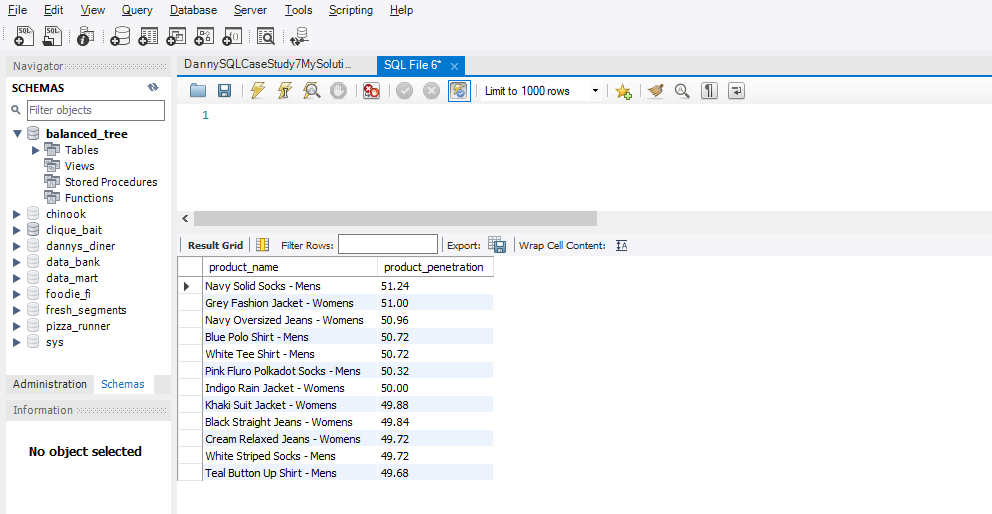 File Edit View Query Database Server Tools Scripting Help
SQL SQL
Navigator
DannySQLCaseStudy7MySoluti... SQL File 6* ×
SCHEMAS
Limit to 1000 rows
Filter objects
1
balanced_tree
Tables
Views
Stored Procedures
Functions
chinook
clique_bait
dannys_diner
data_bank
data_mart
foodie_fi
fresh_segments
pizza_runner
sys
Administration Schemas
Information
No object selected
Result Grid Filter Rows: Export: Wrap Cell Content: IA
product_name product_penetration
Navy Solid Socks - Mens 51.24
Grey Fashion Jacket - Womens 51.00
Navy Oversized Jeans - Womens 50.96
Blue Polo Shirt - Mens 50.72
White Tee Shirt - Mens 50.72
Pink Fluro Polkadot Socks - Mens 50.32
Indigo Rain Jacket - Womens 50.00
Khaki Suit Jacket - Womens 49.88
Black Straight Jeans - Womens 49.84
Cream Relaxed Jeans - Womens 49.72
White Striped Socks - Mens 49.72
Teal Button Up Shirt - Mens 49.68